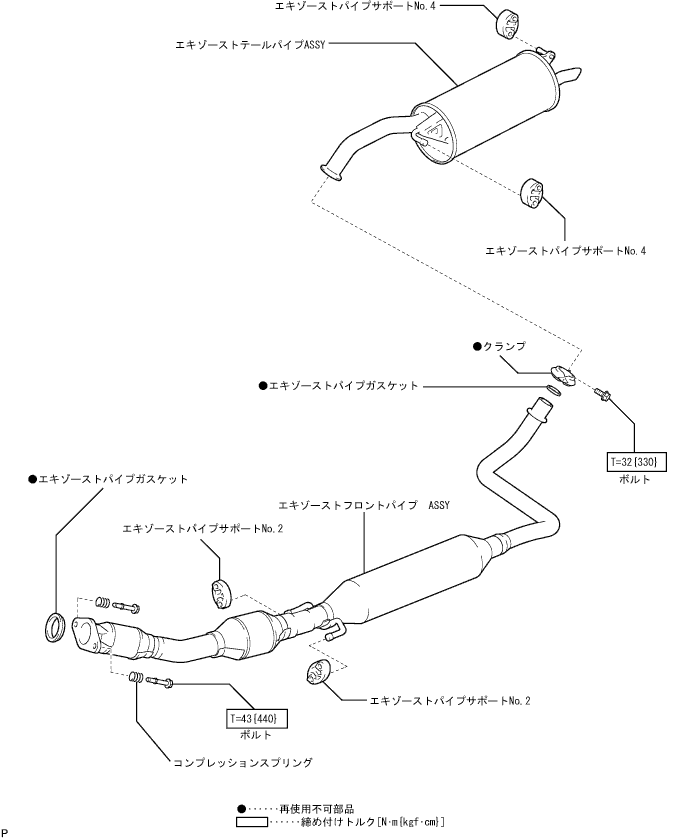 エキゾーストパイプサポートNo.4
エキゾーストテールパイプASSY
エキゾーストパイプサポートNo.4
●クランプ
●エキゾーストパイプガスケット
T=32{330}
ボルト
●エキゾーストパイプガスケット
エキゾーストフロントパイプ ASSY
エキゾーストパイプサポートNo.2
エキゾーストパイプサポートNo.2
T=43{440}
ボルト
コンプレッションスプリング
●‥‥‥再使用不可部品
‥‥‥締め付けトルク[N·m{kgf·cm}]
P